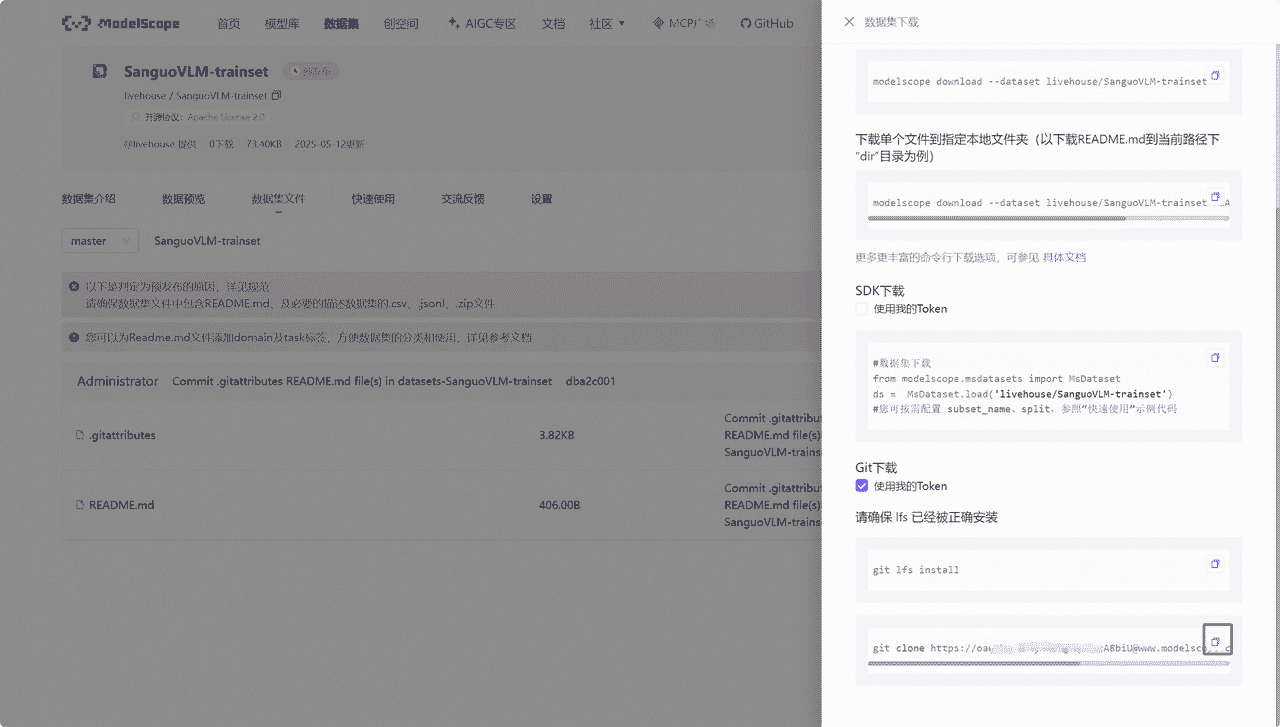 ModelScope 首页 模型库 数据集 创空间 AIGC专区 文档 社区 MCP广场 GitHub
SanguoVLM-trainset 预发布
livehouse / SanguoVLM-trainset
开源协议: Apache License 2.0
@livehouse 提供 0下载 73.40KB 2025-05-12更新
数据集介绍 数据预览 数据集文件 快速使用 交流反馈 设置
master SanguoVLM-trainset
以下是判定为预发布的原因，详见规范
请确保数据集文件中包括README.md、及必要的描述数据集的.csv、.jsonl、.zip文件
您可以为Readme.md文件添加domain及task标签，方便数据集的分类和使用，详见参考文档
Administrator Commit .gitattributes README.md file(s) in datasets-SanguoVLM-trainset dba2c001
.gitattributes 3.82KB
Commit .gitattribu
README.md file(s)
SanguoVLM-trains
README.md 406.00B
Commit .gitattribu
README.md file(s)
SanguoVLM-trains
数据集下载
modelscope download --dataset livehouse/SanguoVLM-trainset
下载单个文件到指定本地文件夹（以下载README.md到当前路径下
“dir”目录为例）
modelscope download --dataset livehouse/SanguoVLM-trainset
更多更丰富的命令行下载选项，可参见 具体文档
SDK下载
使用我的Token
#数据集下载
from modelscope.msdatasets import MsDataset
ds = MsDataset.load('livehouse/SanguoVLM-trainset')
#您可按需配置 subset_name、split，参照“快速使用”示例代码
Git下载
使用我的Token
请确保 lfs 已经被正确安装
git lfs install
git clone https://oa A8biU@www.modelsc